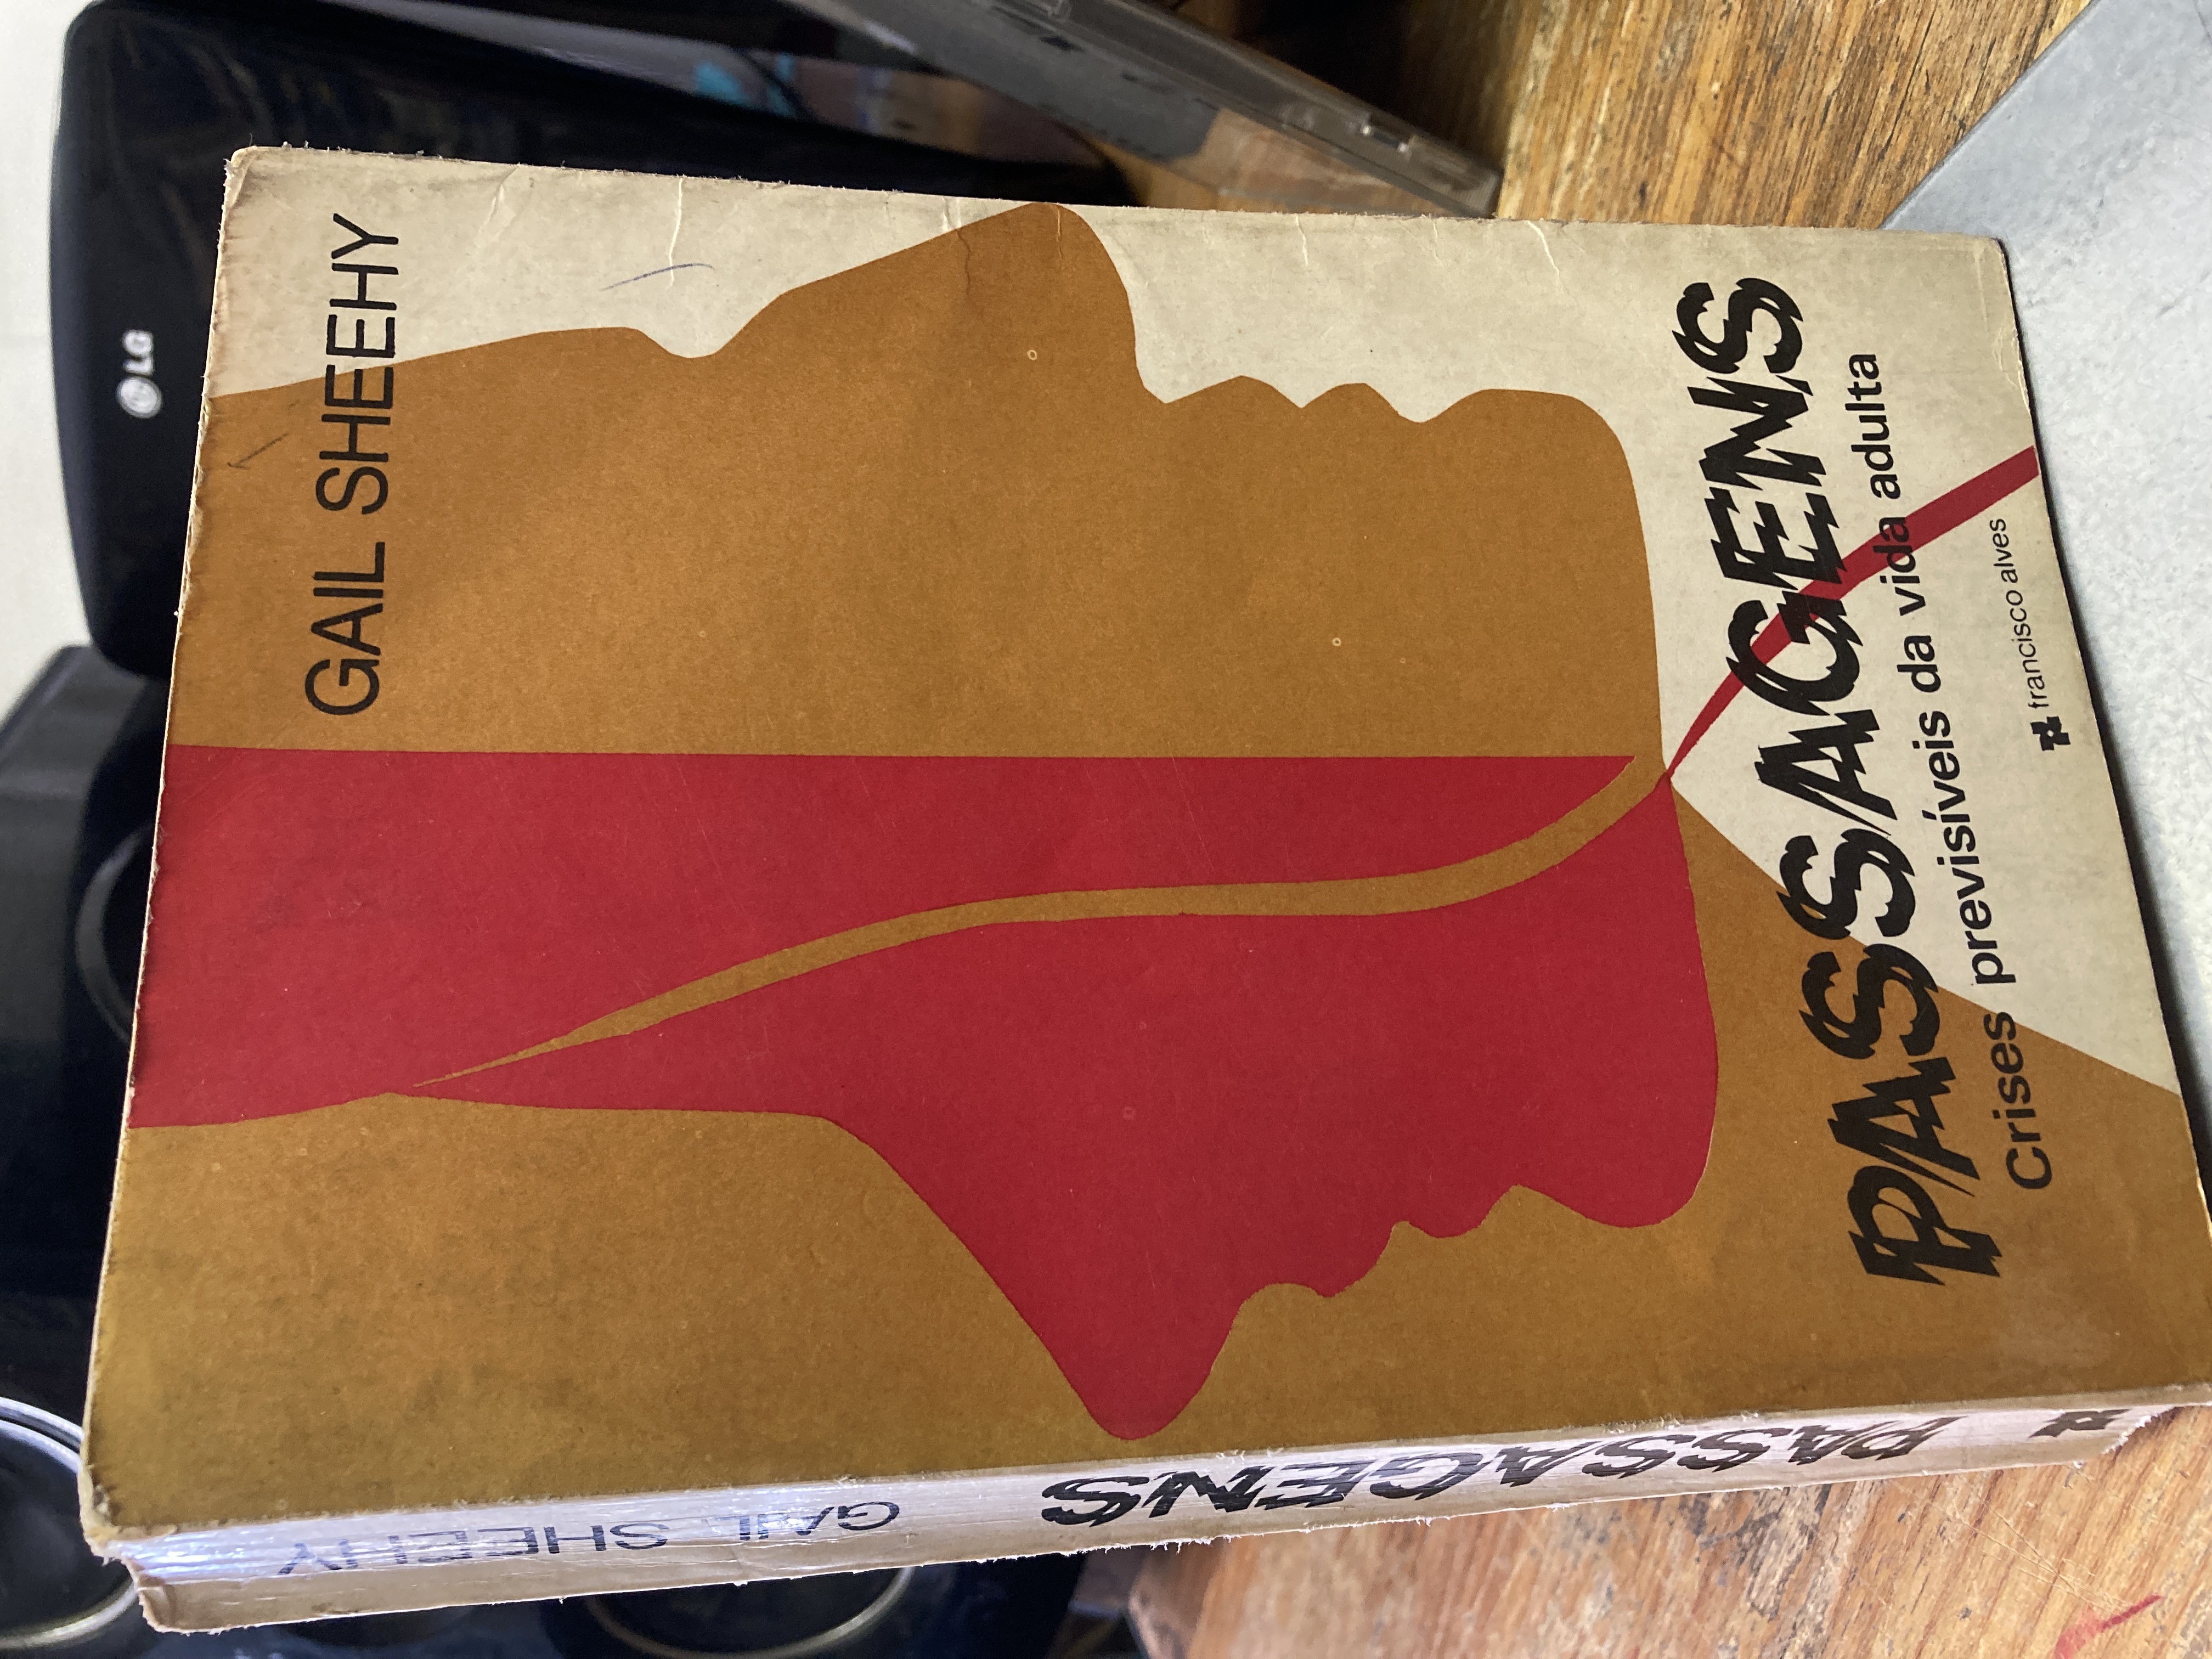 GAIL SHEEHY
PASSAGENS
Crises previsíveis da vida adulta
francisco alves
PASSAGENS
GAIL SHEEHY
LG